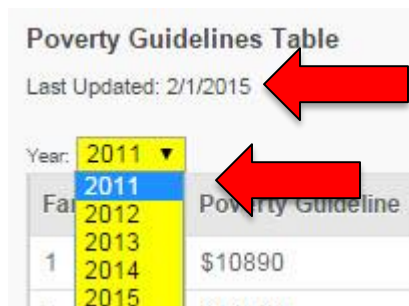 Poverty Guidelines Table
Last Updated: 2/1/2015
Year: 2011
2011
2012
2013
2014
2015
Poverty Guideline
1 $10890